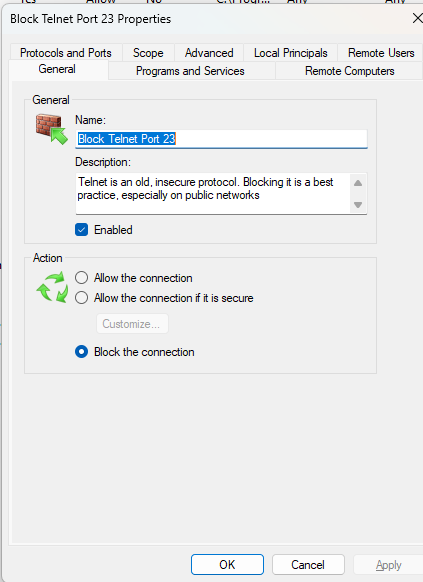 Block Telnet Port 23 Properties
Protocols and Ports Scope Advanced Local Principals Remote Users
General Programs and Services Remote Computers
General
Name:
Block Telnet Port 23
Description:
Telnet is an old, insecure protocol. Blocking it is a best
practice, especially on public networks
Enabled
Action
Allow the connection
Allow the connection if it is secure
Customize...
Block the connection
OK Cancel Apply